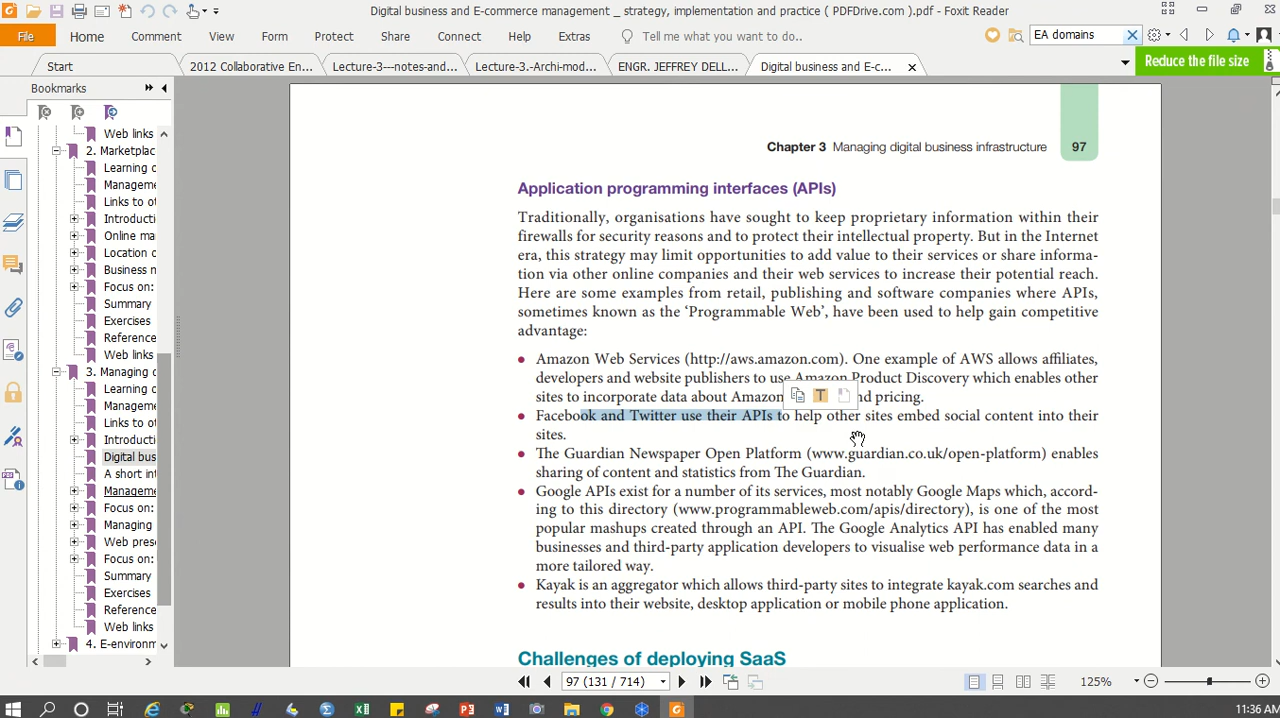 Digital business and E-commerce management _ strategy, implementation and practice ( PDFDrive.com ).pdf - Foxit Reader
File Home Comment View Form Protect Share Connect Help Extras Tell me what you want to do.. EA domains
Start 2012 Collaborative En... Lecture-3---notes-and... Lecture-3.-Archind... ENGR. JEFFREY DELL... Digital business and E-c...
Reduce the file size
Bookmarks
Web links
2. Marketplac
Learning o
Manageme
Links to ot
Introducti
Online ma
Location o
Business m
Focus on:
Summary
Exercises
Reference
Web links
3. Managing d
Learning o
Manageme
Links to ot
Introducti
Digital bus
A short int
Manageme
Focus on:
Managing
Web prese
Focus on:
Summary
Exercises
Reference
Web links
4. E-environm
Chapter 3 Managing digital business infrastructure 97
Application programming interfaces (APIs)
Traditionally, organisations have sought to keep proprietary information within their
firewalls for security reasons and to protect their intellectual property. But in the Internet
era, this strategy may limit opportunities to add value to their services or share informa-
tion via other online companies and their web services to increase their potential reach.
Here are some examples from retail, publishing and software companies where APIs,
sometimes known as the ‘Programmable Web’, have been used to help gain competitive
advantage:
• Amazon Web Services (http://aws.amazon.com). One example of AWS allows affiliates,
developers and website publishers to use Amazon Product Discovery which enables other
sites to incorporate data about Amazon nd pricing.
• Facebook and Twitter use their APIs to help other sites embed social content into their
sites.
• The Guardian Newspaper Open Platform (www.guardian.co.uk/open-platform) enables
sharing of content and statistics from The Guardian.
• Google APIs exist for a number of its services, most notably Google Maps which, accord-
ing to this directory (www.programmableweb.com/apis/directory), is one of the most
popular mashups created through an API. The Google Analytics API has enabled many
businesses and third-party application developers to visualise web performance data in a
more tailored way.
• Kayak is an aggregator which allows third-party sites to integrate kayak.com searches and
results into their website, desktop application or mobile phone application.
Challenges of deploying SaaS
97 (131 / 714)
125%
11:36 AM